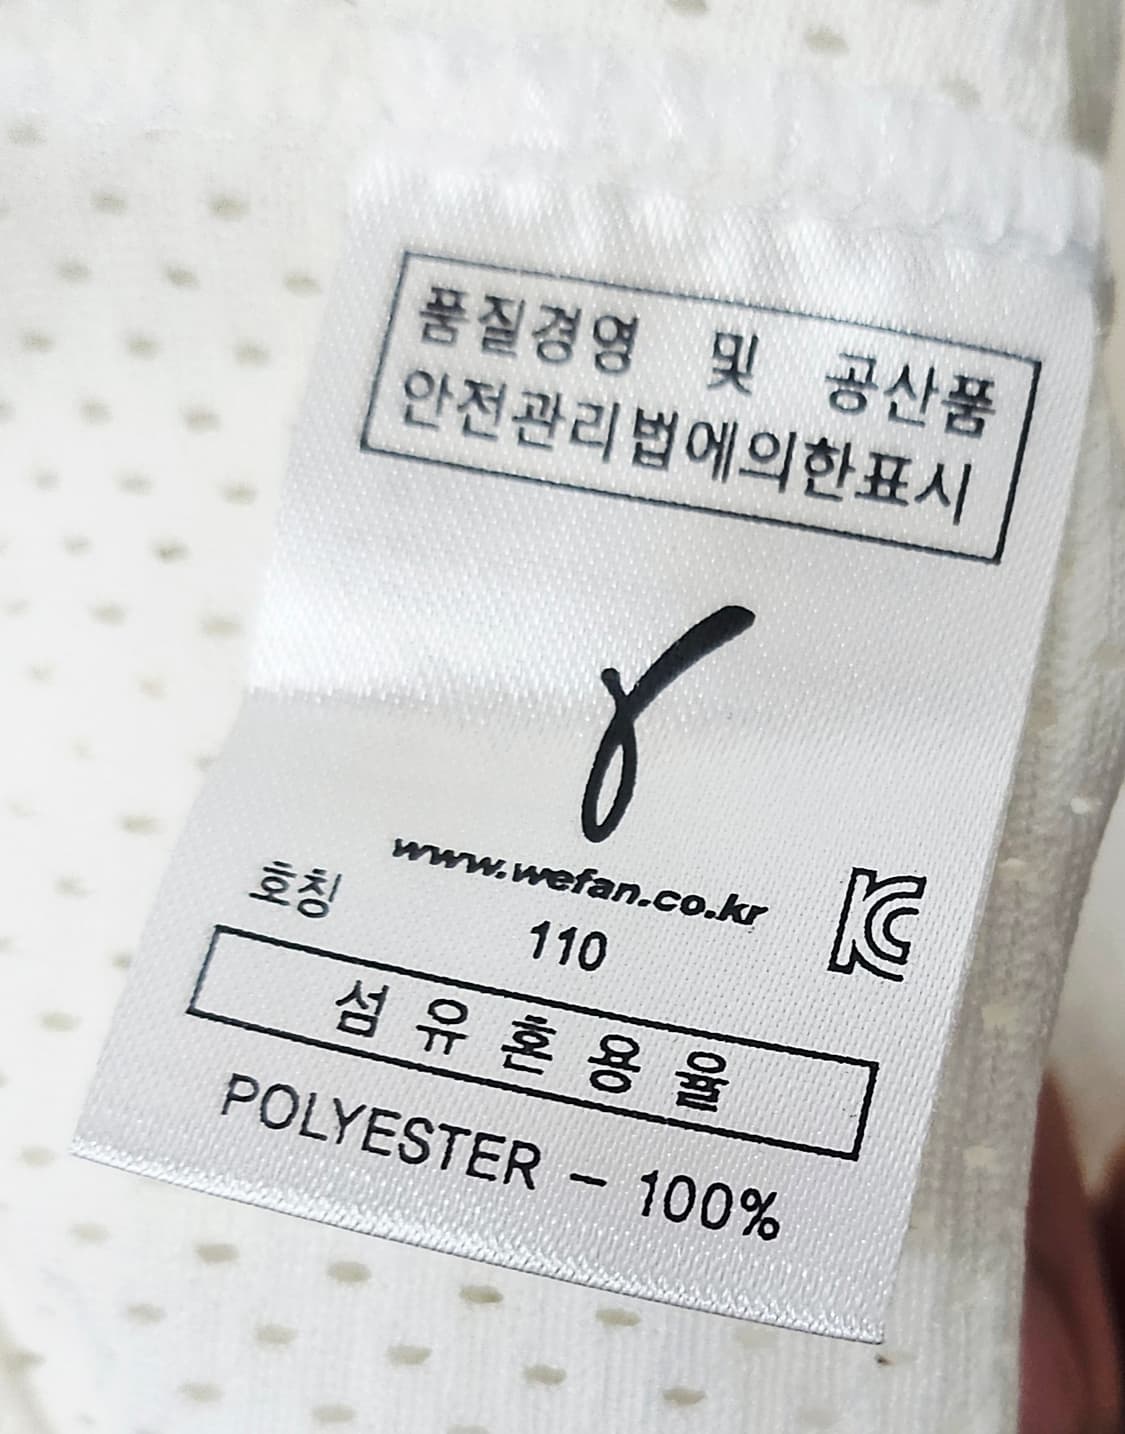 품질경영 및 공산품
안전관리법에의한표시
www.wefan.co.kr
호칭 110
KC
섬유혼용율
POLYESTER - 100%